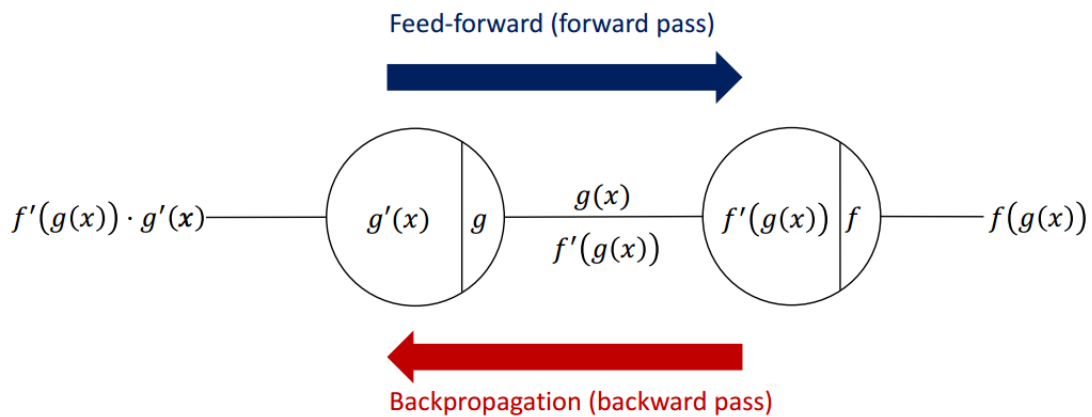 Feed-forward (forward pass)
f'(g(x)) · g'(x)
g'(x)
g
g(x)
f'(g(x))
f'(g(x))
f
f(g(x))
Backpropagation (backward pass)